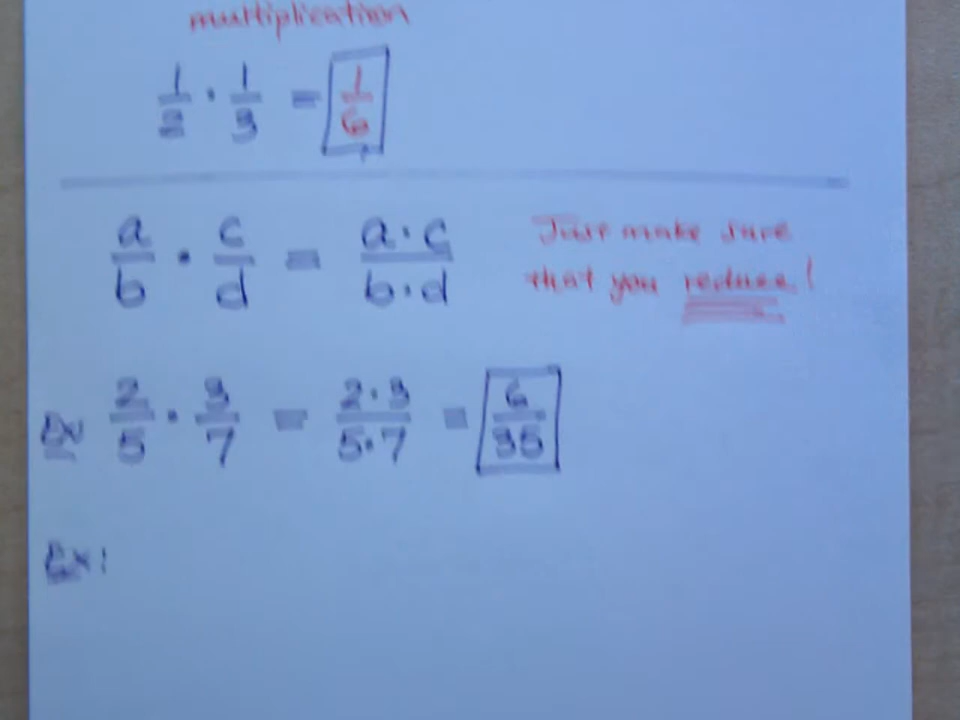 multiplication
1/2 · 1/3 = 1/6
a/b · c/d = a·c/b·d
Just make sure
that you reduce!
Ex 2/5 · 3/7 = 2·3/5·7 = 6/35
Ex: